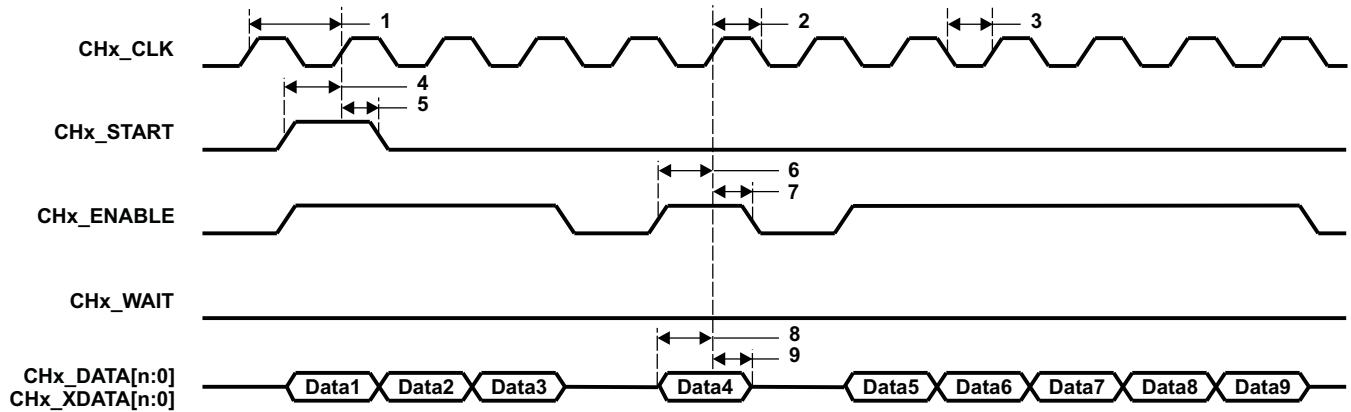 1
2
3
CHx_CLK
4
5
CHx_START
6
7
CHx_ENABLE
CHx_WAIT
8
9
CHx_DATA[n:0]
CHx_XDATA[n:0]
Data1 Data2 Data3 Data4 Data5 Data6 Data7 Data8 Data9